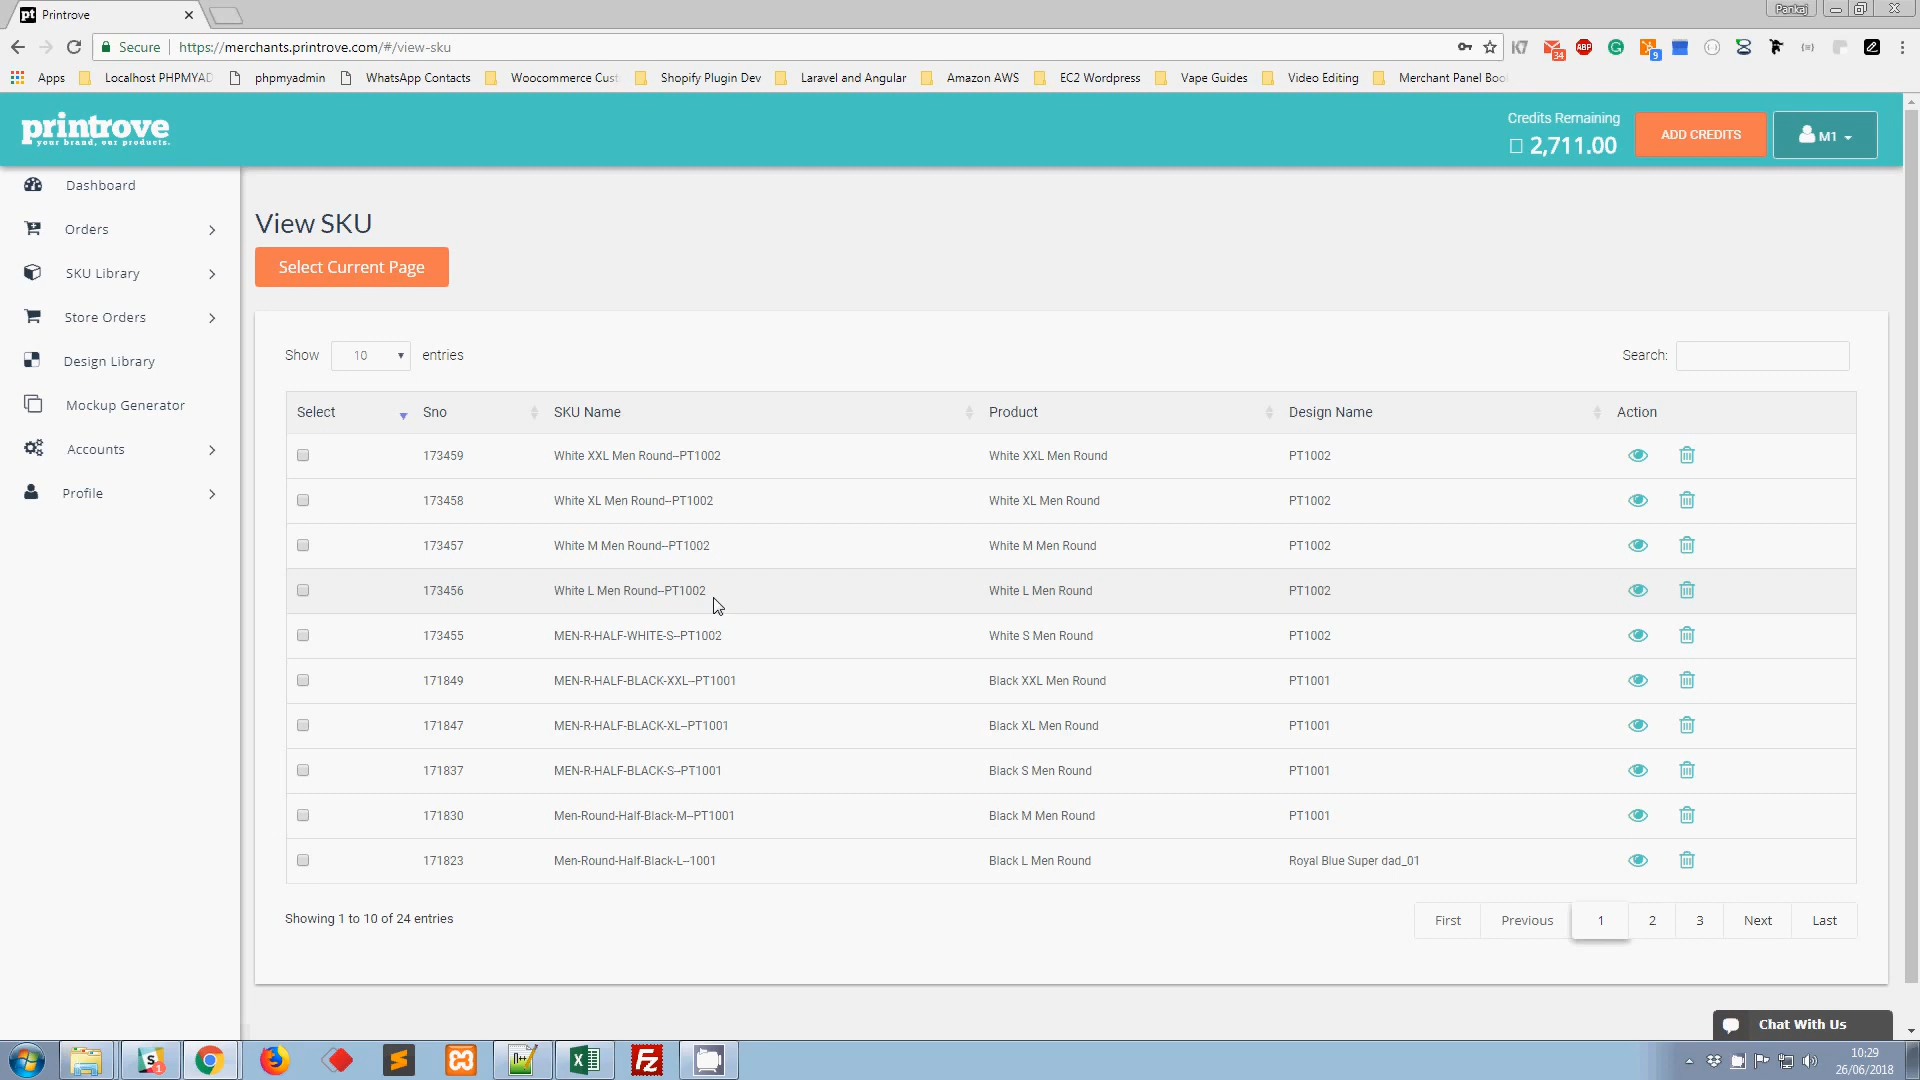 Printrove
Pankaj
Secure https://merchants.printrove.com/#/view-sku
34
ABP
9
Apps Localhost PHPMYAD phpmyadmin WhatsApp Contacts Woocommerce Cust Shopify Plugin Dev Laravel and Angular Amazon AWS EC2 Wordpress Vape Guides Video Editing Merchant Panel Boo
printrove
your brand, our products.
Credits Remaining
2,711.00
ADD CREDITS
M1
Dashboard
Orders
SKU Library
Store Orders
Design Library
Mockup Generator
Accounts
Profile
View SKU
Select Current Page
Show 10 entries
Search:
Select Sno SKU Name Product Design Name Action
173459 White XXL Men Round--PT1002 White XXL Men Round PT1002
173458 White XL Men Round--PT1002 White XL Men Round PT1002
173457 White M Men Round--PT1002 White M Men Round PT1002
173456 White L Men Round--PT1002 White L Men Round PT1002
173455 MEN-R-HALF-WHITE-S--PT1002 White S Men Round PT1002
171849 MEN-R-HALF-BLACK-XXL--PT1001 Black XXL Men Round PT1001
171847 MEN-R-HALF-BLACK-XL--PT1001 Black XL Men Round PT1001
171837 MEN-R-HALF-BLACK-S--PT1001 Black S Men Round PT1001
171830 Men-Round-Half-Black-M--PT1001 Black M Men Round PT1001
171823 Men-Round-Half-Black-L--1001 Black L Men Round Royal Blue Super dad_01
Showing 1 to 10 of 24 entries
First Previous 1 2 3 Next Last
Chat With Us
10:29
26/06/2018